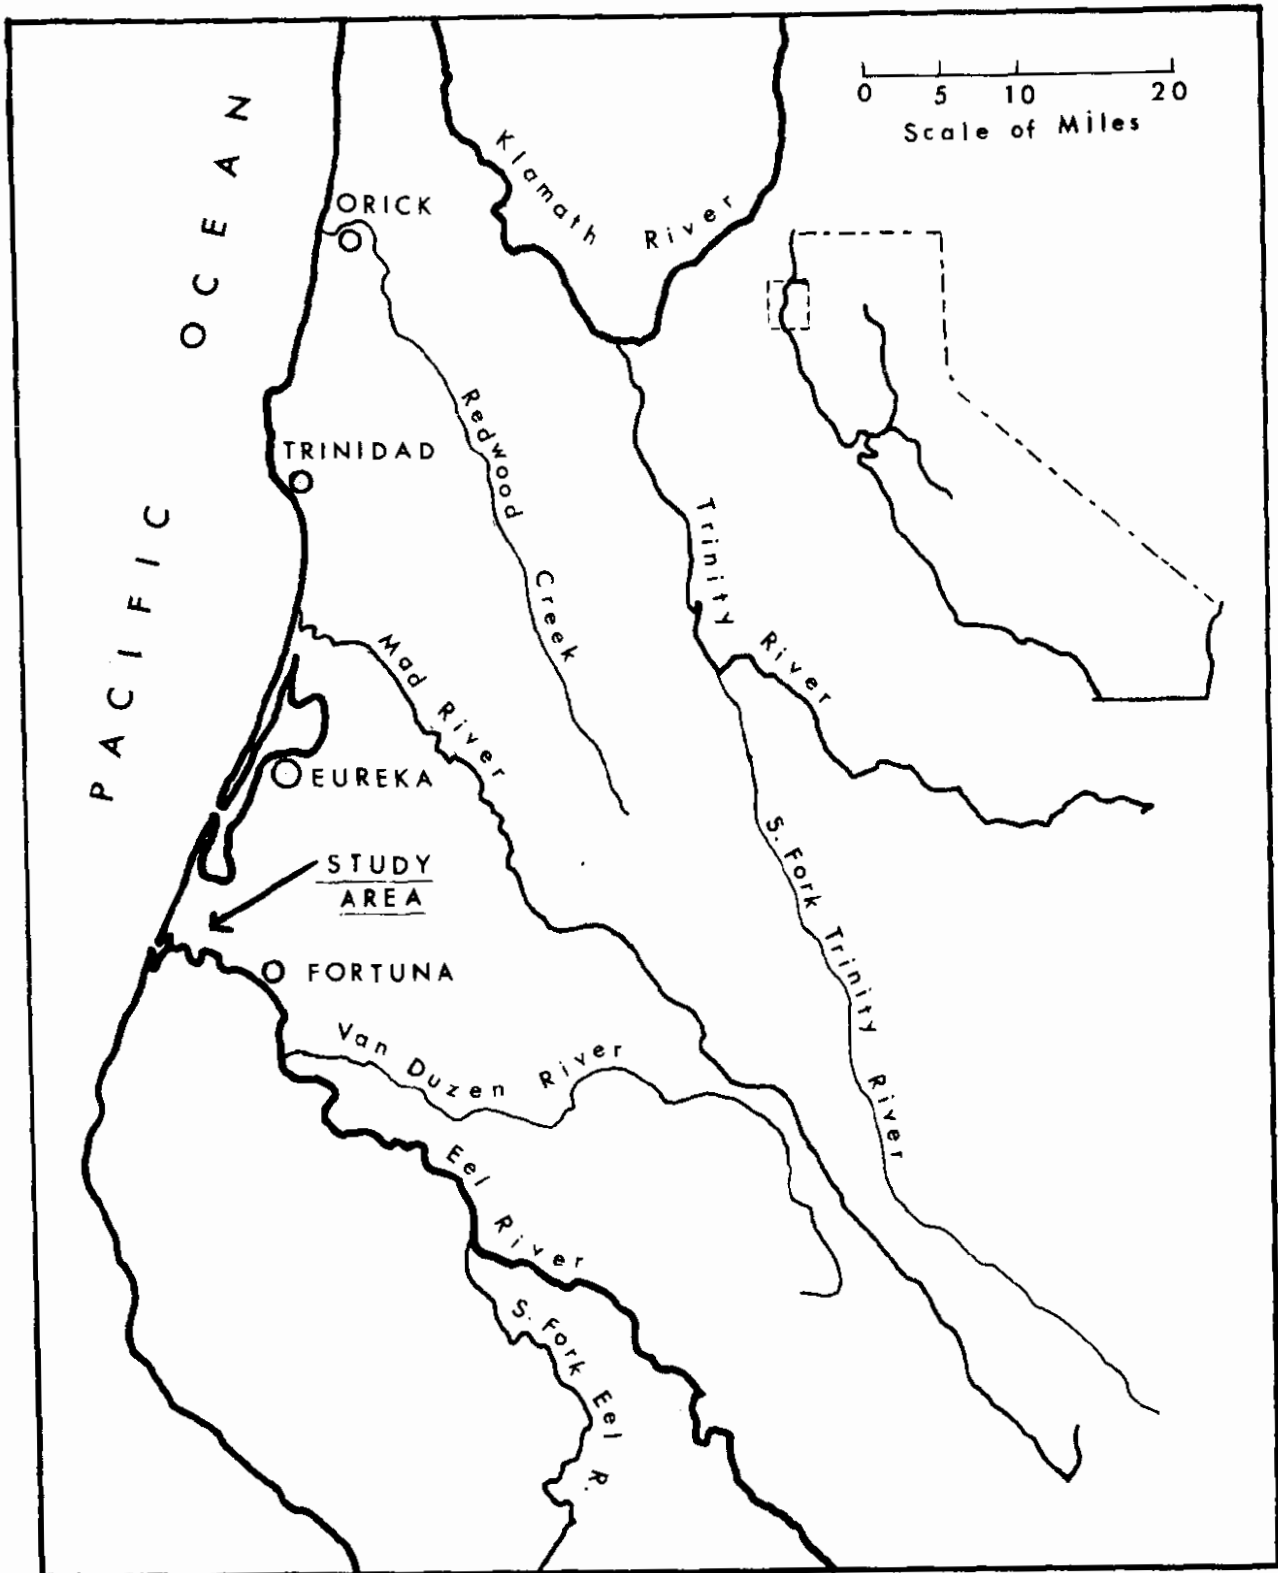 0 5 10 20
Scale of Miles
PACIFIC OCEAN
Klamath River
ORICK
Redwood Creek
TRINIDAD
Trinity River
Mad River
EUREKA
S. Fork Trinity River
STUDY
AREA
FORTUNA
Van Duzen River
Eel River
S. Fork Eel R.